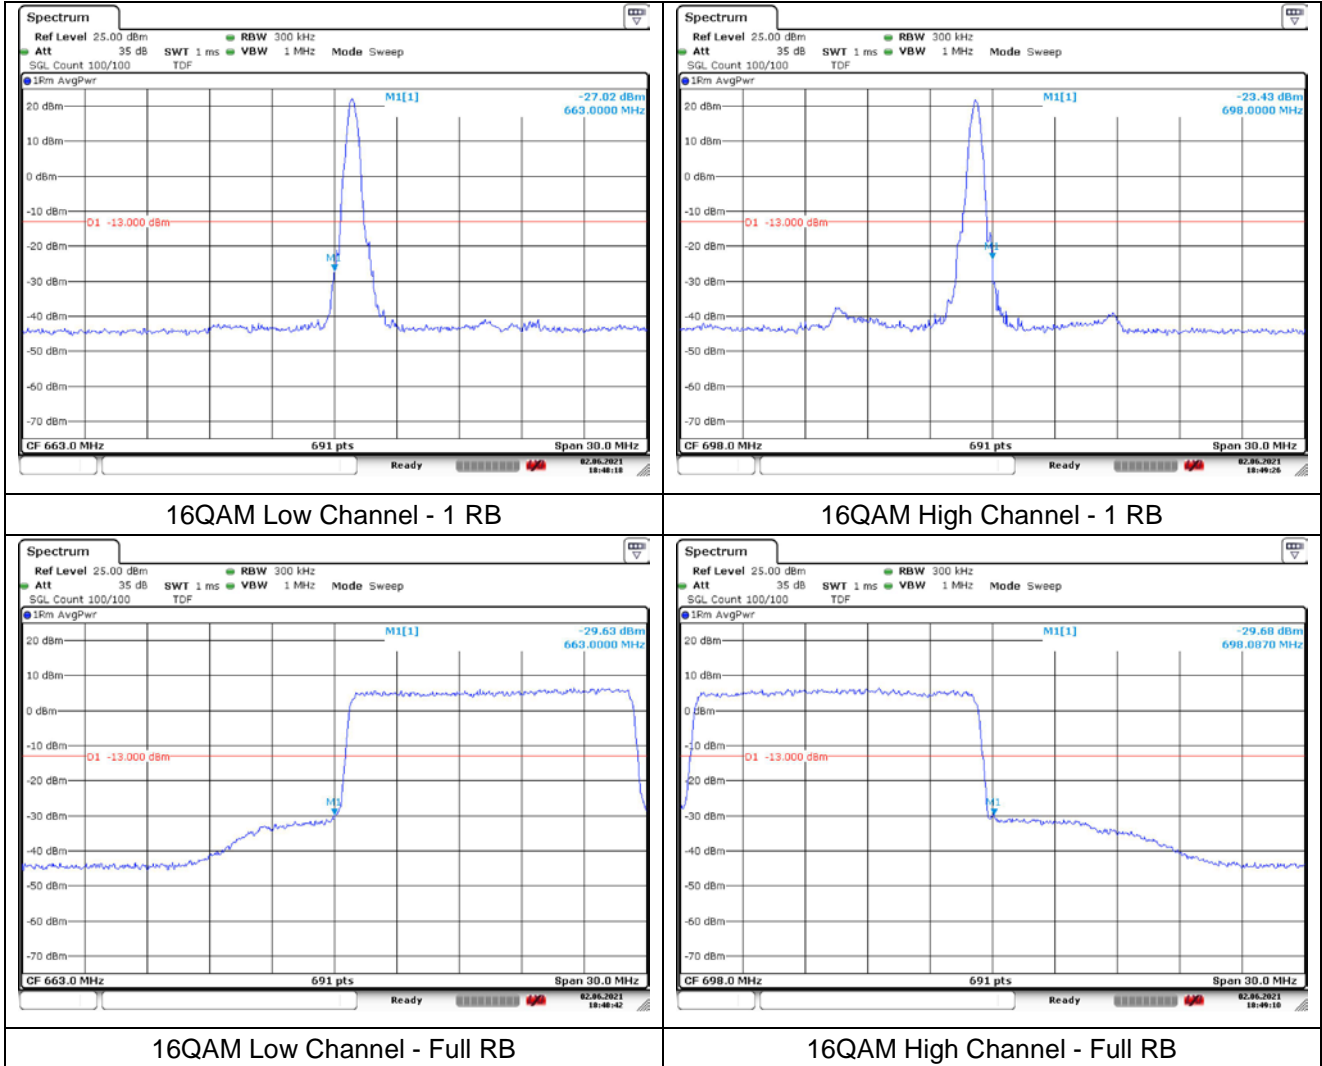 Spectrum
Ref Level 25.00 dBm RBW 300 kHz
Att 35 dB SWT 1 ms VBW 1 MHz Mode Sweep
SGL Count 100/100 TDF
1Rm AvgPwr
M1[1] -27.02 dBm
663.0000 MHz
20 dBm
10 dBm
0 dBm
-10 dBm
D1 -13.000 dBm
-20 dBm
M1
-30 dBm
-40 dBm
-50 dBm
-60 dBm
-70 dBm
CF 663.0 MHz 691 pts Span 30.0 MHz
Ready 02.06.2021
18:48:18
16QAM Low Channel - 1 RB
Spectrum
Ref Level 25.00 dBm RBW 300 kHz
Att 35 dB SWT 1 ms VBW 1 MHz Mode Sweep
SGL Count 100/100 TDF
1Rm AvgPwr
M1[1] -23.43 dBm
698.0000 MHz
20 dBm
10 dBm
0 dBm
-10 dBm
D1 -13.000 dBm
-20 dBm
M1
-30 dBm
-40 dBm
-50 dBm
-60 dBm
-70 dBm
CF 698.0 MHz 691 pts Span 30.0 MHz
Ready 02.06.2021
18:49:26
16QAM High Channel - 1 RB
Spectrum
Ref Level 25.00 dBm RBW 300 kHz
Att 35 dB SWT 1 ms VBW 1 MHz Mode Sweep
SGL Count 100/100 TDF
1Rm AvgPwr
M1[1] -29.63 dBm
663.0000 MHz
20 dBm
10 dBm
0 dBm
-10 dBm
D1 -13.000 dBm
-20 dBm
M1
-30 dBm
-40 dBm
-50 dBm
-60 dBm
-70 dBm
CF 663.0 MHz 691 pts Span 30.0 MHz
Ready 02.06.2021
18:48:42
16QAM Low Channel - Full RB
Spectrum
Ref Level 25.00 dBm RBW 300 kHz
Att 35 dB SWT 1 ms VBW 1 MHz Mode Sweep
SGL Count 100/100 TDF
1Rm AvgPwr
M1[1] -29.68 dBm
698.0870 MHz
20 dBm
10 dBm
0 dBm
-10 dBm
D1 -13.000 dBm
-20 dBm
M1
-30 dBm
-40 dBm
-50 dBm
-60 dBm
-70 dBm
CF 698.0 MHz 691 pts Span 30.0 MHz
Ready 02.06.2021
18:49:10
16QAM High Channel - Full RB